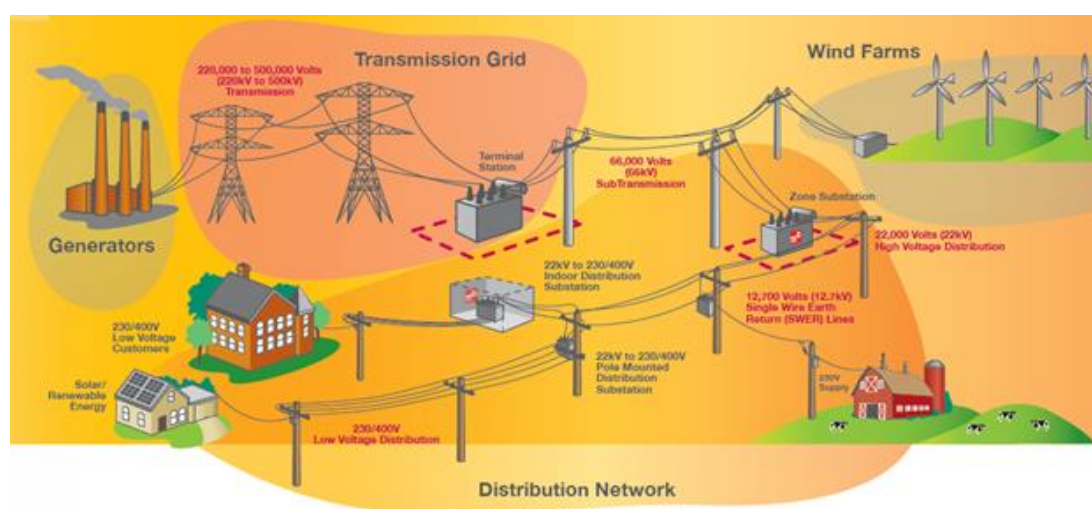 Transmission Grid
Wind Farms
220,000 to 500,000 Volts
(220kV to 500kV)
Transmission
Terminal
Station
66,000 Volts
(66kV)
SubTransmission
Zone Substation
Generators
22,000 Volts (22kV)
High Voltage Distribution
22kV to 230/400V
Indoor Distribution
Substation
12,700 Volts (12.7kV)
Single Wire Earth
Return (SWER) Lines
230/400V
Low Voltage
Customers
22kV to 230/400V
Pole Mounted
Distribution
Substation
Solar/
Renewable
Energy
230V
Supply
230/400V
Low Voltage Distribution
Distribution Network